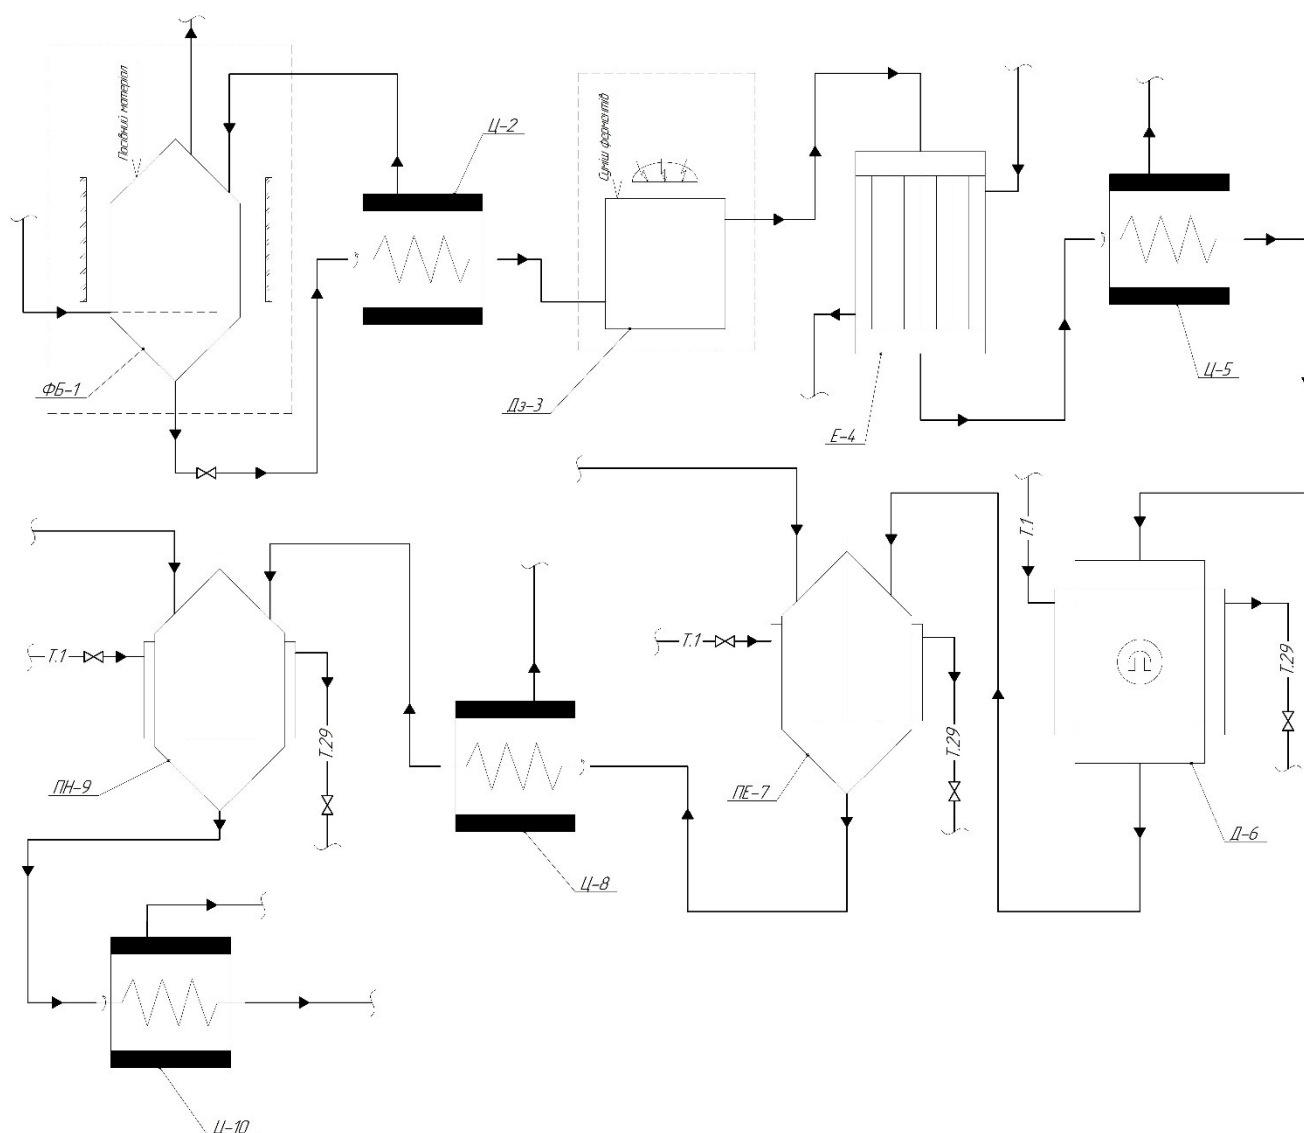 Посівний матеріал
Ц-2
Суміш ферментів
ФБ-1
Дз-3
Е-4
Ц-5
Т.1
Т.1
Т.1
Т.29
Т.29
Т.29
ПН-9
ПЕ-7
Д-6
Ц-8
Ц-10